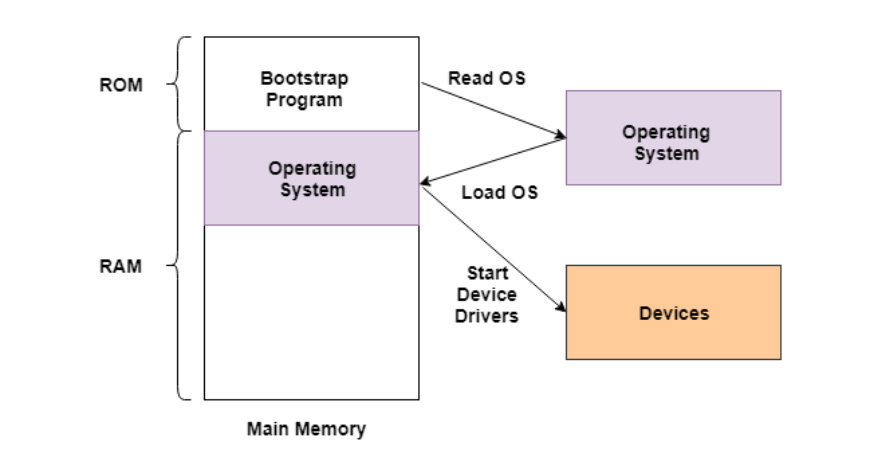 ROM
Bootstrap
Program
Read OS
Operating
System
Operating
System
Load OS
RAM
Start
Device
Drivers
Devices
Main Memory